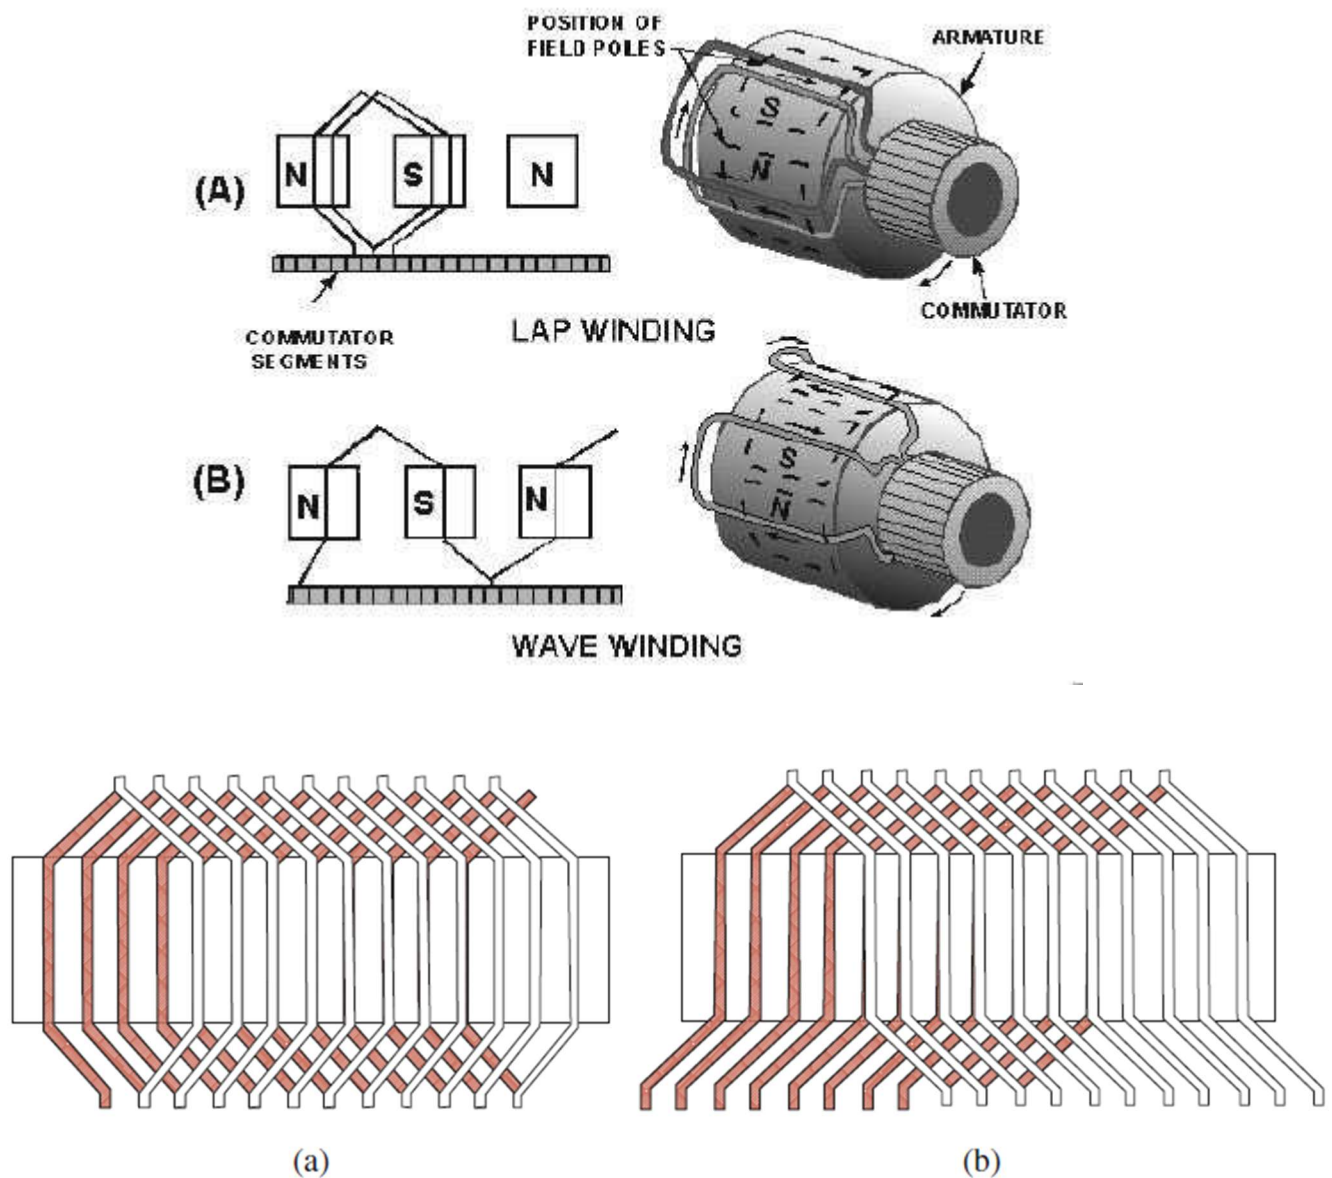 POSITION OF
FIELD POLES
ARMATURE
S
N
(A)
N
S
N
COMMUTATOR
COMMUTATOR
SEGMENTS
LAP WINDING
(B)
N
S
N
S
N
WAVE WINDING
(a)
(b)